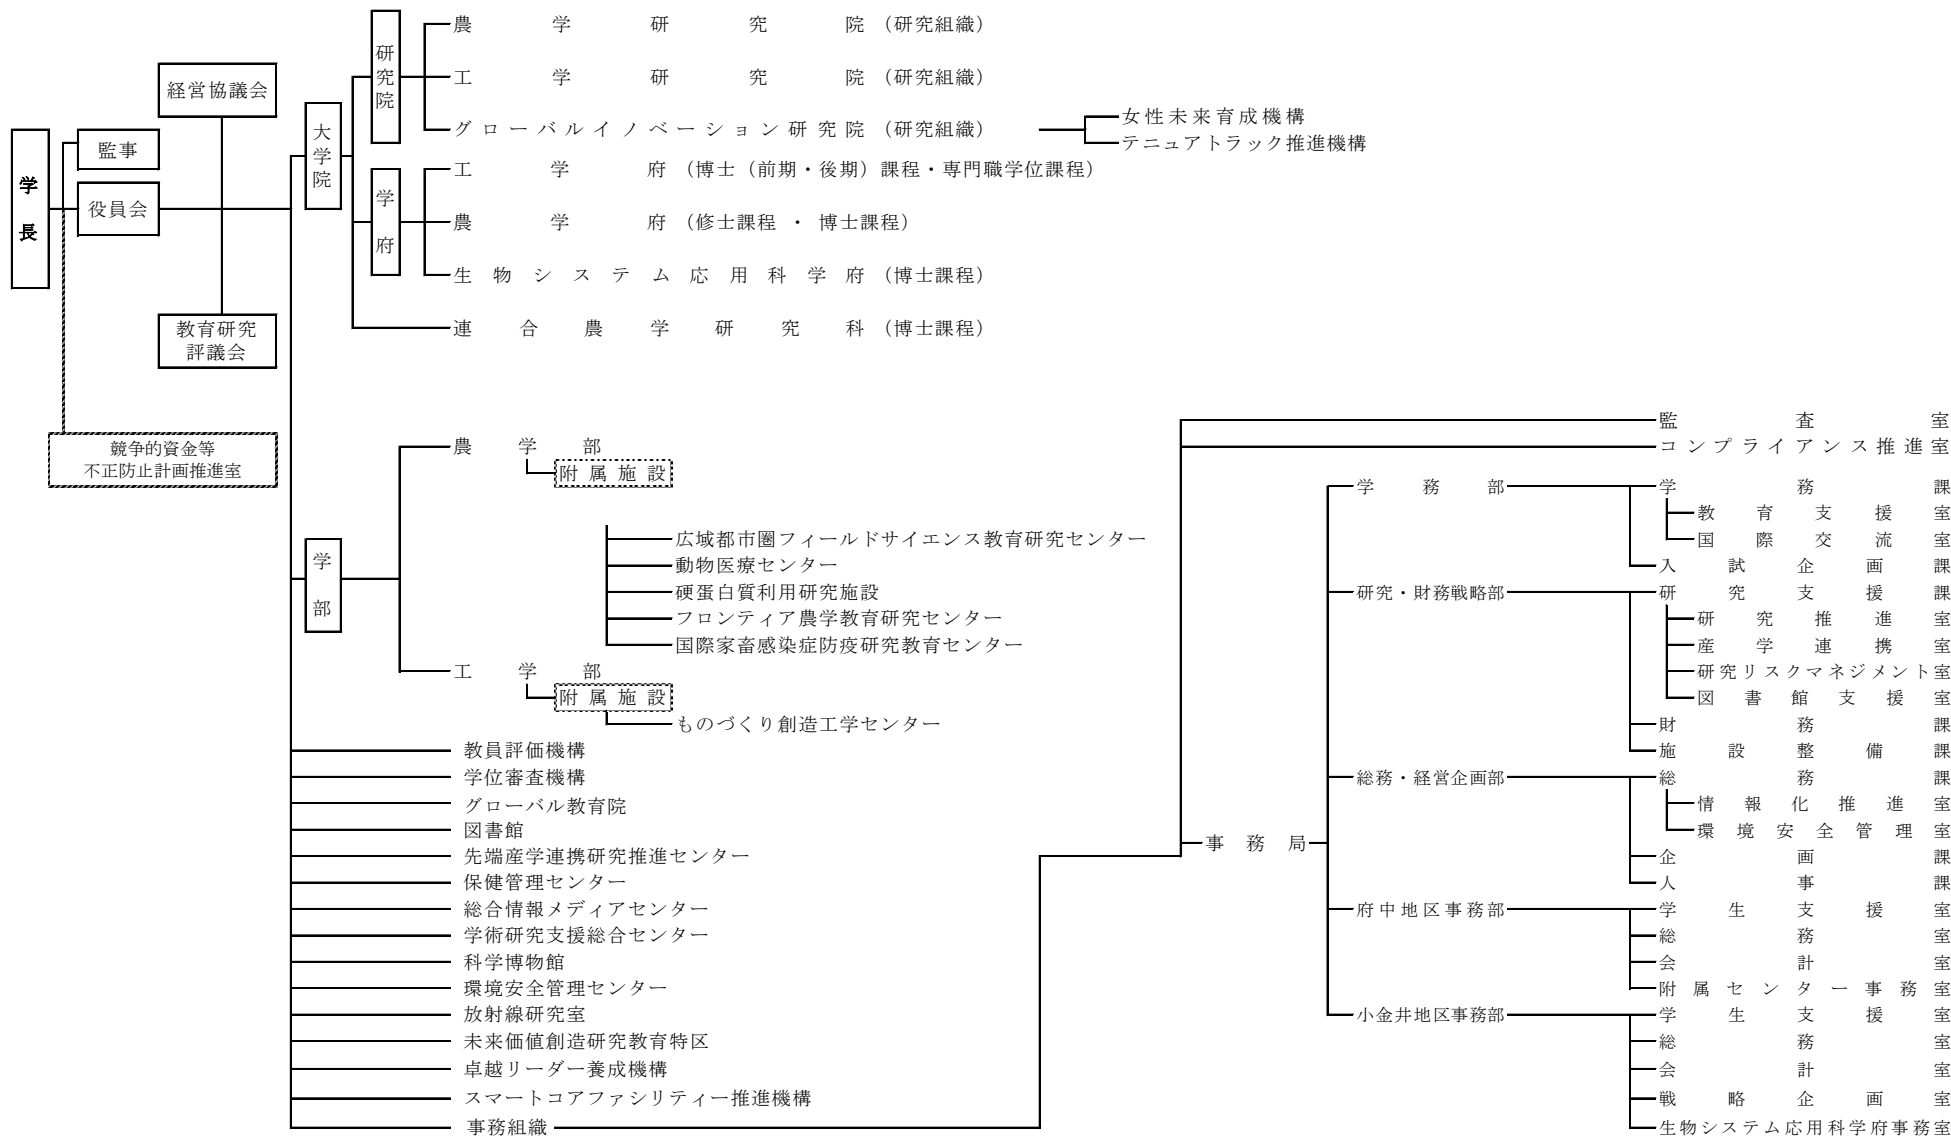 学長
監事
役員会
経営協議会
教育研究
評議会
競争的資金等
不正防止計画推進室
大学院
研究院
農学研究院（研究組織）
工学研究院（研究組織）
グローバルイノベーション研究院（研究組織）
女性未来育成機構
テニュアトラック推進機構
学府
工学府（博士（前期・後期）課程・専門職学位課程）
農学府（修士課程 ・ 博士課程）
生物システム応用科学府（博士課程）
連合農学研究科（博士課程）
学部
農学部
附属施設
広域都市圏フィールドサイエンス教育研究センター
動物医療センター
硬蛋白質利用研究施設
フロンティア農学教育研究センター
国際家畜感染症防疫研究教育センター
工学部
附属施設
ものづくり創造工学センター
教員評価機構
学位審査機構
グローバル教育院
図書館
先端産学連携研究推進センター
保健管理センター
総合情報メディアセンター
学術研究支援総合センター
科学博物館
環境安全管理センター
放射線研究室
未来価値創造研究教育特区
卓越リーダー養成機構
スマートコアファシリティー推進機構
事務組織
監査室
コンプライアンス推進室
事務局
学務部
学務課
教育支援室
国際交流室
入試企画課
研究・財務戦略部
研究支援課
研究推進室
産学連携室
研究リスクマネジメント室
図書館支援室
財務課
施設整備課
総務・経営企画部
総務課
情報化推進室
環境安全管理室
企画課
人事課
府中地区事務部
学生支援室
総務室
会計室
附属センター事務室
小金井地区事務部
学生支援室
総務室
会計室
戦略企画室
生物システム応用科学府事務室